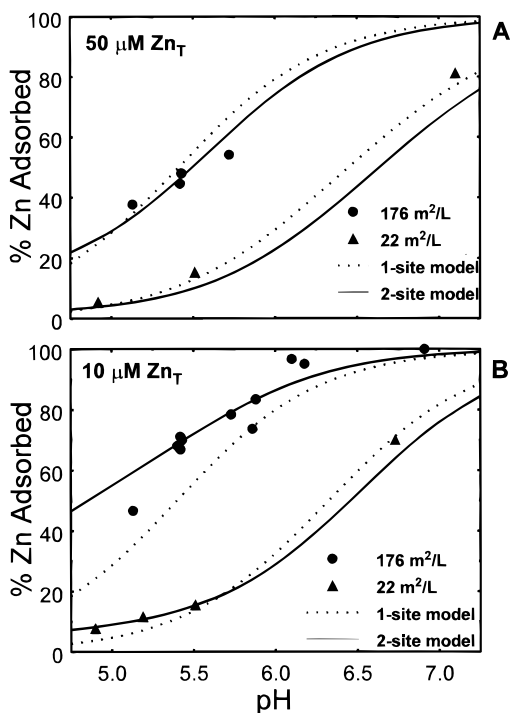 A
50 μM ZnT
100
80
60
40
20
0
% Zn Adsorbed
176 m²/L
22 m²/L
1-site model
2-site model
B
10 μM ZnT
100
80
60
40
20
0
% Zn Adsorbed
176 m²/L
22 m²/L
1-site model
2-site model
5.0 5.5 6.0 6.5 7.0
pH